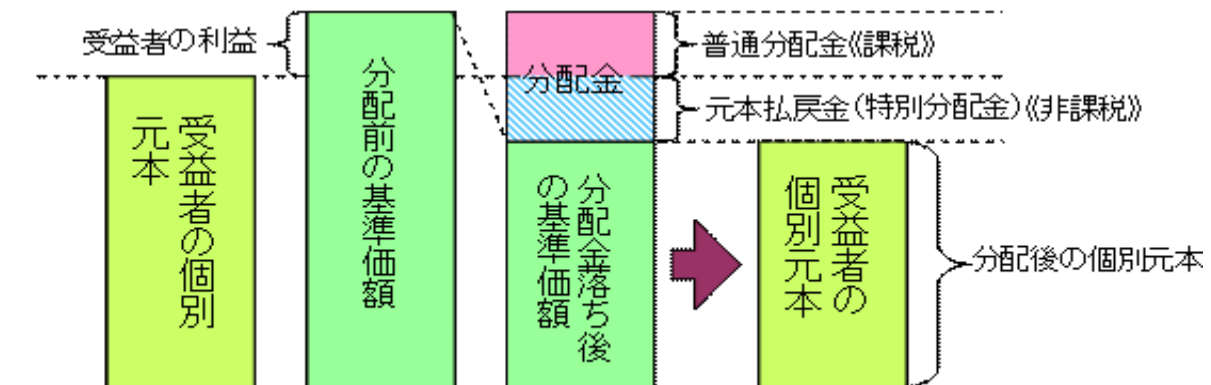 受益者の利益
受益者の個別
元本
分配前の基準価額
分配金
普通分配金《課税》
元本払戻金(特別分配金)《非課税》
分配金落ち後
の基準価額
受益者の
個別元本
分配後の個別元本